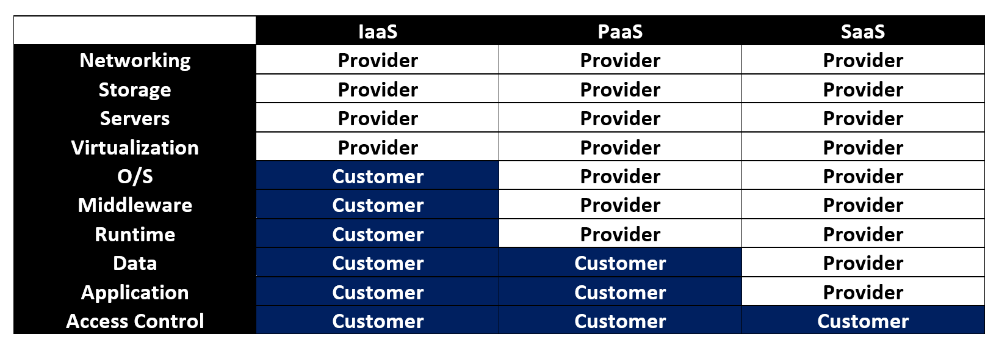 IaaS PaaS SaaS
Networking Provider Provider Provider
Storage Provider Provider Provider
Servers Provider Provider Provider
Virtualization Provider Provider Provider
O/S Customer Provider Provider
Middleware Customer Provider Provider
Runtime Customer Provider Provider
Data Customer Customer Provider
Application Customer Customer Provider
Access Control Customer Customer Customer